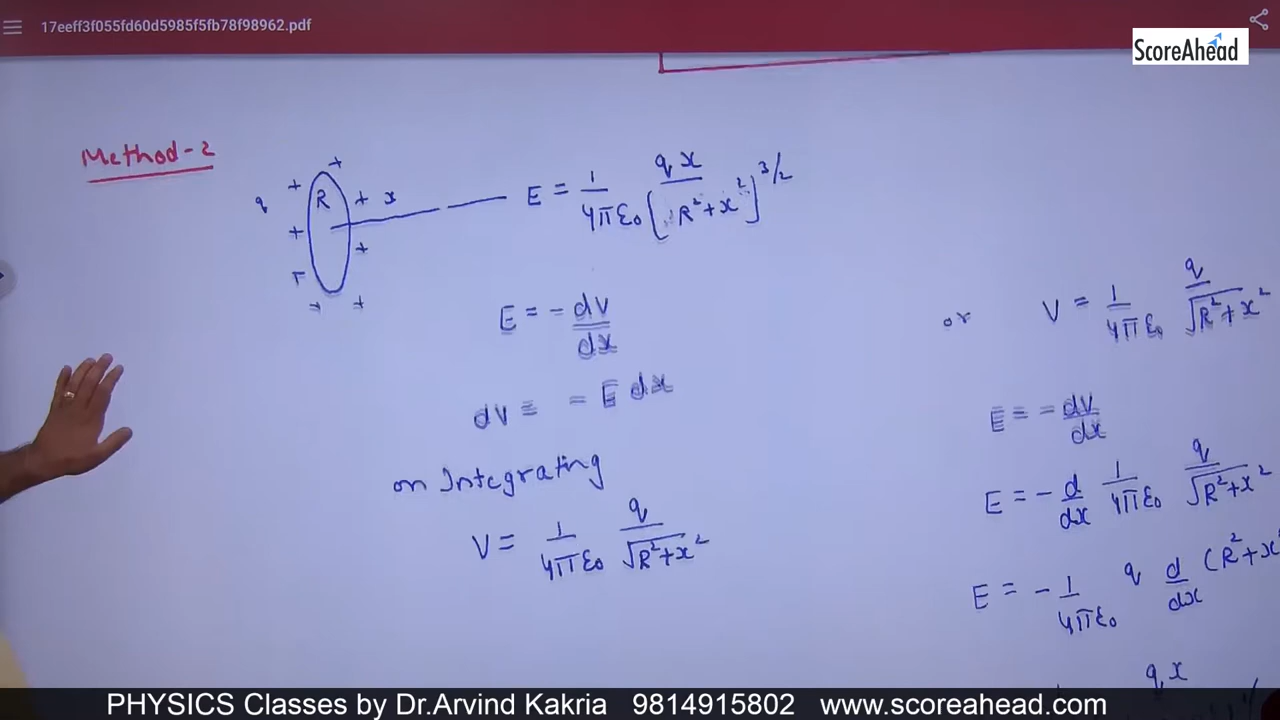 17eeff3f055fd60d5985f5fb78f98962.pdf
ScoreAhead
Method-2
q + + + + + + + + R x
E = 1/4πε₀ qx/[R²+x²]^3/2
E = - dV/dx
dV = = E dx
on Integrating
V = 1/4πε₀ q/√R²+x²
or V = 1/4πε₀ q/√R²+x²
E = - dV/dx
E = - d/dx 1/4πε₀ q/√R²+x²
E = - 1/4πε₀ q d/dx (R²+x²
q,x
PHYSICS Classes by Dr.Arvind Kakria 9814915802 www.scoreahead.com